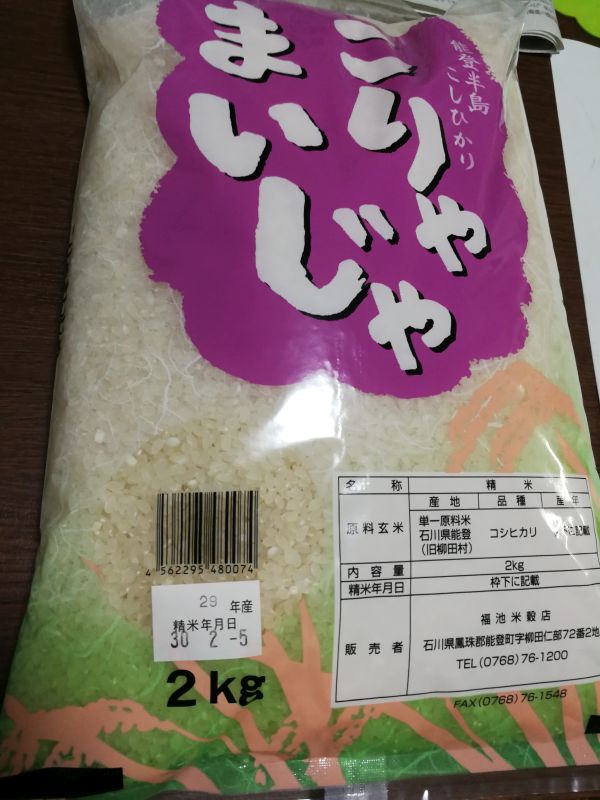 能登半島
こしひかり
こりゃ
や
まいじゃ
名称 精米
原料玄米
産地 品種 産年
単一原料米
石川県能登
(旧柳田村)
コシヒカリ
内容量 2kg
精米年月日 枠下に記載
販売者
福池米穀店
石川県鳳珠郡能登町字柳田仁部72番2地
TEL(0768)76-1200
FAX(0768)76-1548
4 562295 480074
29 年産
精米年月日
30 2 -5
2kg